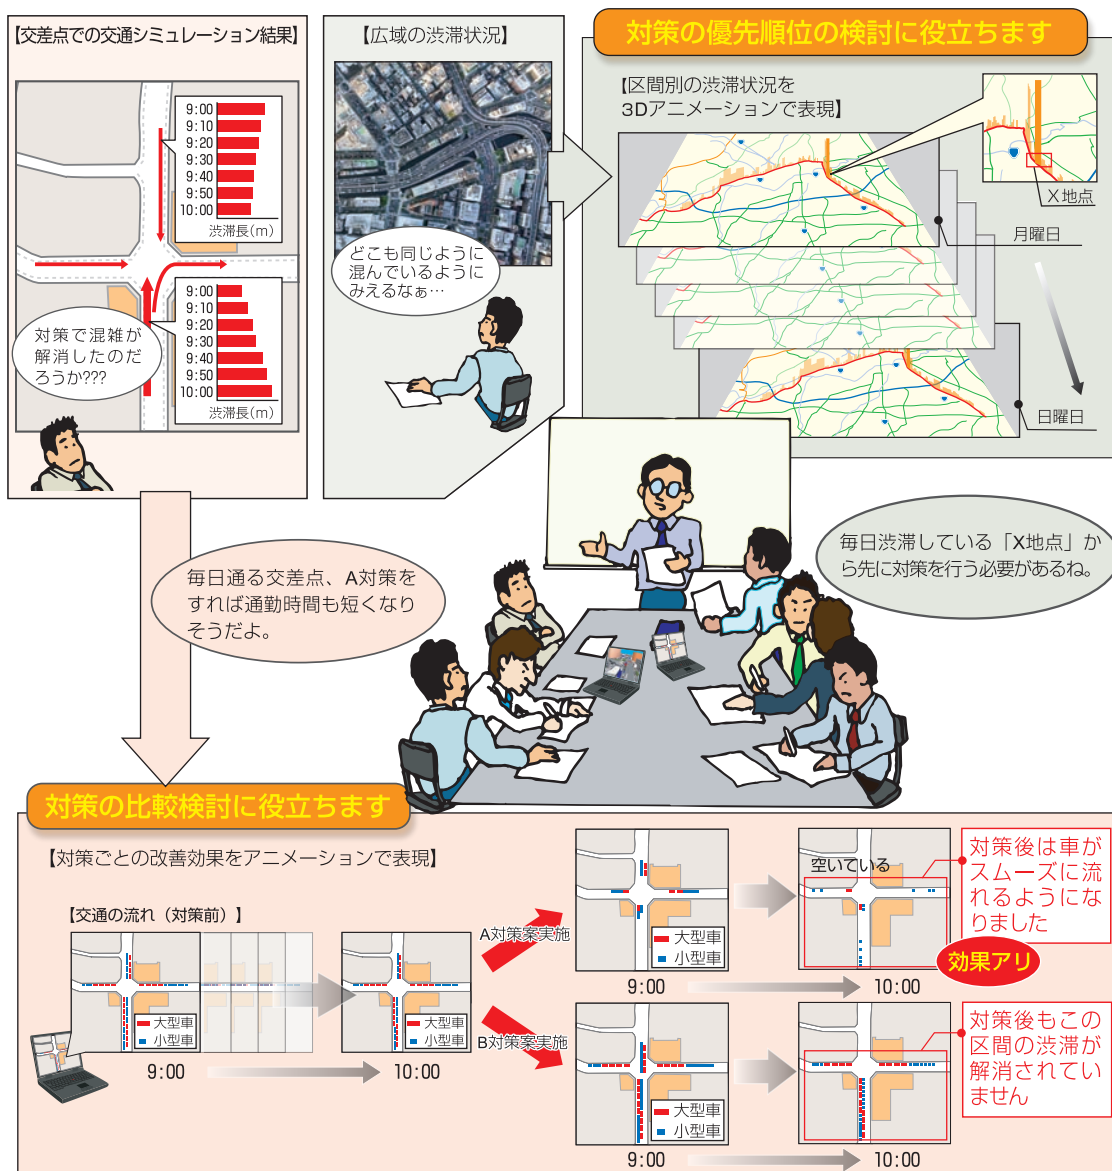 【交差点での交通シミュレーション結果】
9:00
9:10
9:20
9:30
9:40
9:50
10:00
渋滞長(m)
9:00
9:10
9:20
9:30
9:40
9:50
10:00
渋滞長(m)
対策で混雑が
解消したのだ
ろうか???
【広域の渋滞状況】
どこも同じように
混んでいるように
みえるなぁ…
対策の優先順位の検討に役立ちます
【区間別の渋滞状況を
3Dアニメーションで表現】
X地点
月曜日
日曜日
毎日渋滞している「X地点」か
ら先に対策を行う必要があるね。
毎日通る交差点、A対策を
すれば通勤時間も短くなり
そうだよ。
対策の比較検討に役立ちます
【対策ごとの改善効果をアニメーションで表現】
【交通の流れ（対策前）】
大型車
小型車
大型車
小型車
9:00
10:00
A対策案実施
大型車
小型車
空いている
9:00
10:00
対策後は車が
スムーズに流
れるようにな
りました
効果アリ
B対策案実施
大型車
小型車
9:00
10:00
対策後もこの
区間の渋滞が
解消されてい
ません